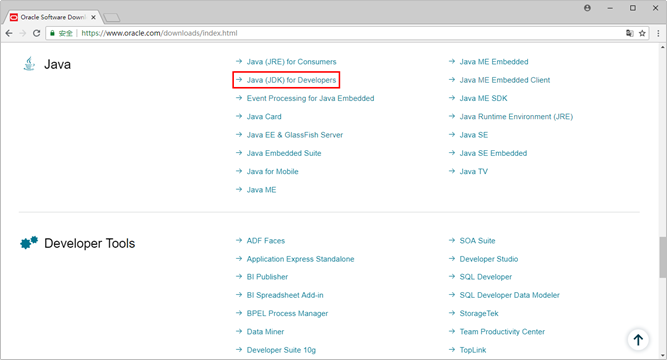 Oracle Software Downl
安全 https://www.oracle.com/downloads/index.html
Java
Java (JRE) for Consumers
Java (JDK) for Developers
Event Processing for Java Embedded
Java Card
Java EE & GlassFish Server
Java Embedded Suite
Java for Mobile
Java ME
Java ME Embedded
Java ME Embedded Client
Java ME SDK
Java Runtime Environment (JRE)
Java SE
Java SE Embedded
Java TV
Developer Tools
ADF Faces
Application Express Standalone
BI Publisher
BI Spreadsheet Add-in
BPEL Process Manager
Data Miner
Developer Suite 10g
SOA Suite
Developer Studio
SQL Developer
SQL Developer Data Modeler
StorageTek
Team Productivity Center
TopLink